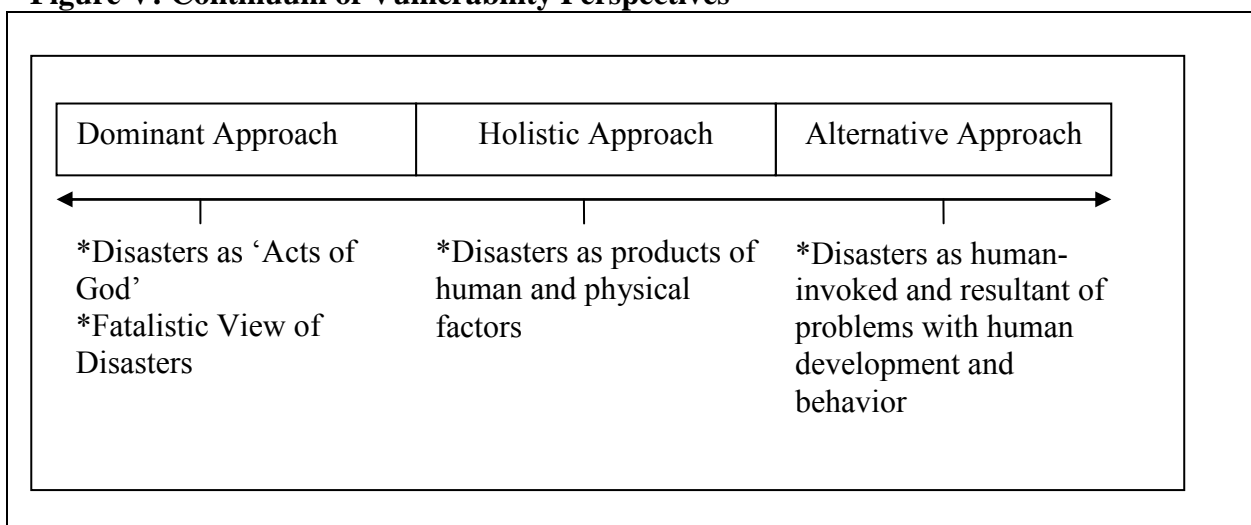 Figure V: Continuum of Vulnerability Perspectives
Dominant Approach
Holistic Approach
Alternative Approach
*Disasters as ‘Acts of
God’
*Fatalistic View of
Disasters
*Disasters as products of
human and physical
factors
*Disasters as human-
invoked and resultant of
problems with human
development and
behavior